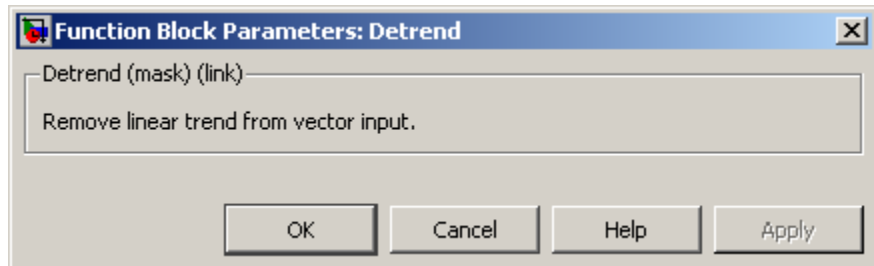 Function Block Parameters: Detrend
Detrend (mask) (link)
Remove linear trend from vector input.
OK Cancel Help Apply